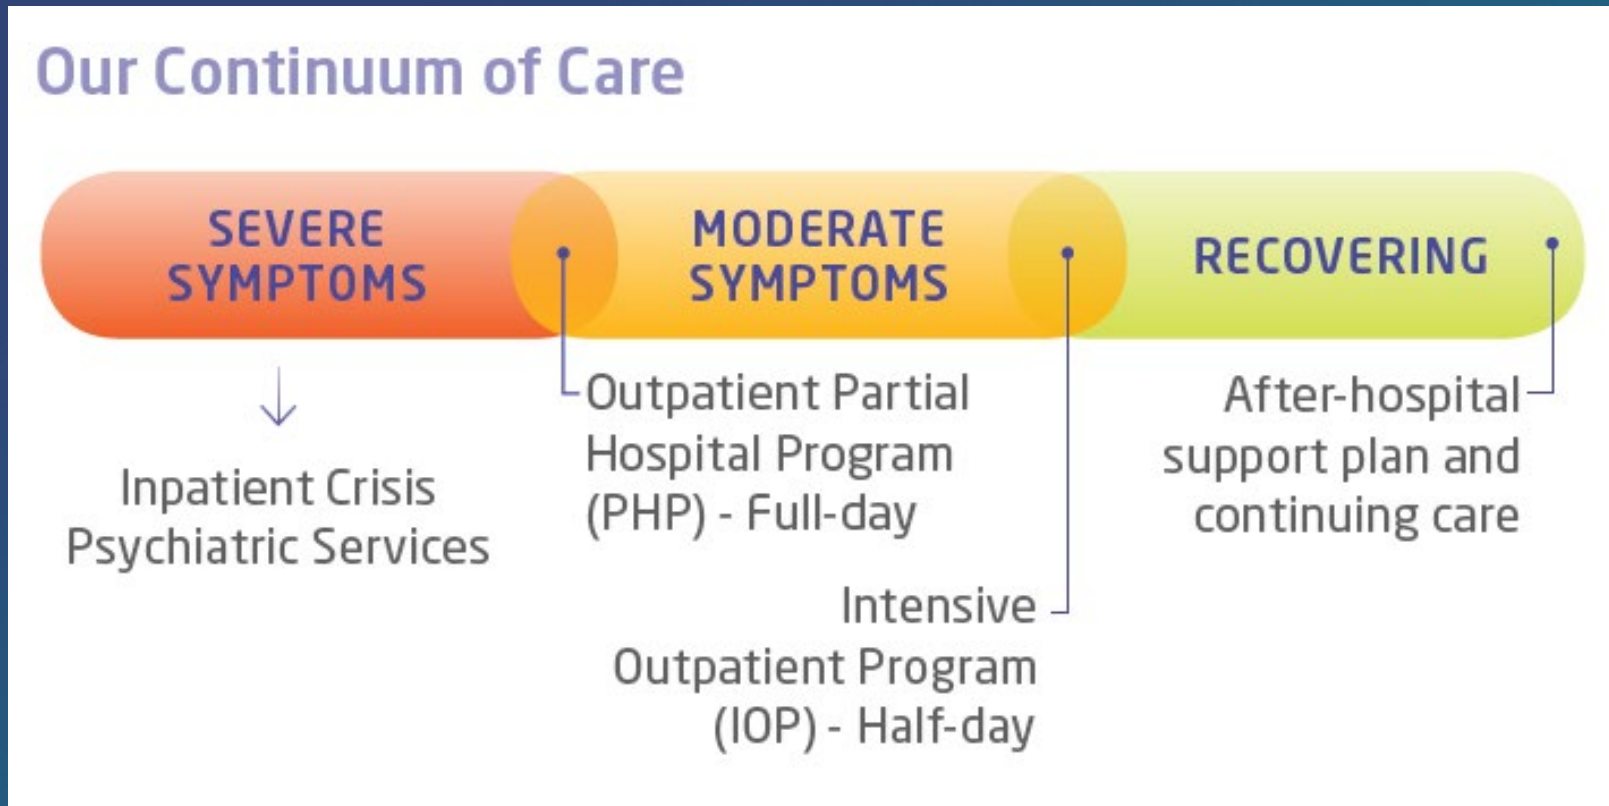 Our Continuum of Care
SEVERE
SYMPTOMS
MODERATE
SYMPTOMS
RECOVERING
Inpatient Crisis
Psychiatric Services
Outpatient Partial
Hospital Program
(PHP) - Full-day
Intensive
Outpatient Program
(IOP) - Half-day
After-hospital
support plan and
continuing care